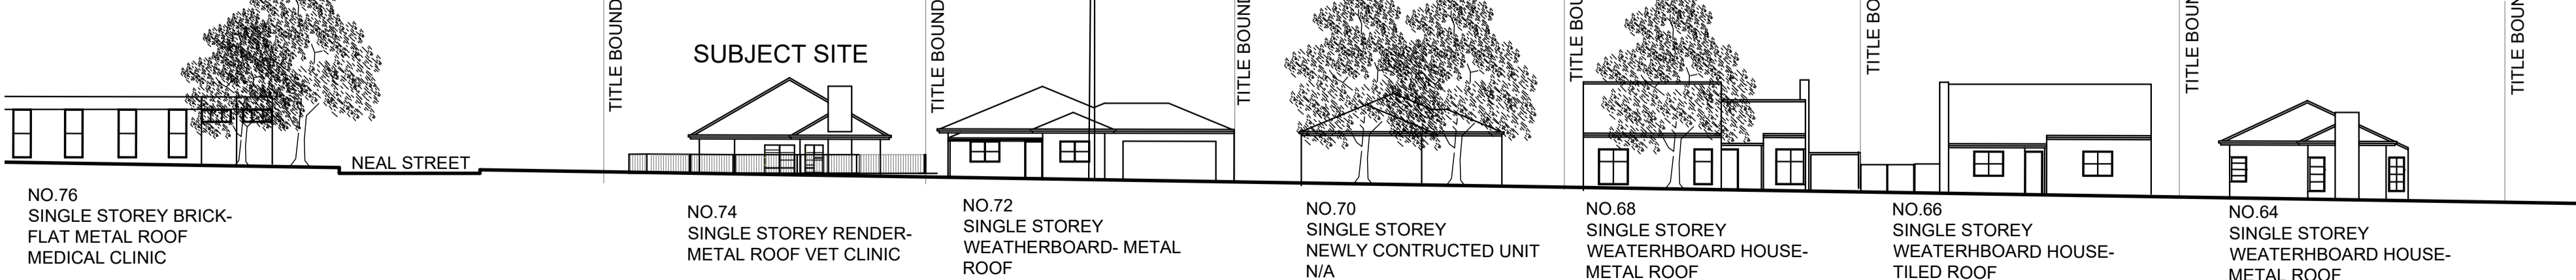 SUBJECT SITE
TITLE BOUND
TITLE BOUND
TITLE BOUND
TITLE BOU
TITLE BO
TITLE BOUN
TITLE BOUN
NEAL STREET
NO.76
SINGLE STOREY BRICK-
FLAT METAL ROOF
MEDICAL CLINIC
NO.74
SINGLE STOREY RENDER-
METAL ROOF VET CLINIC
NO.72
SINGLE STOREY
WEATHERBOARD- METAL
ROOF
NO.70
SINGLE STOREY
NEWLY CONTRUCTED UNIT
N/A
NO.68
SINGLE STOREY
WEATERHBOARD HOUSE-
METAL ROOF
NO.66
SINGLE STOREY
WEATERHBOARD HOUSE-
TILED ROOF
NO.64
SINGLE STOREY
WEATERHBOARD HOUSE-
METAL ROOF